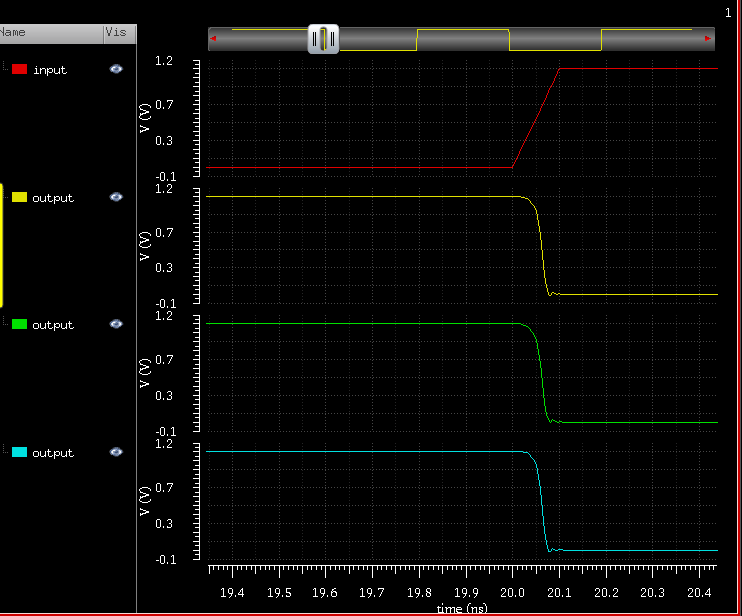 1
Name Vis
input
1.2
0.7
0.3
-0.1
V (V)
output
1.2
0.7
0.3
-0.1
V (V)
output
1.2
0.7
0.3
-0.1
V (V)
output
1.2
0.7
0.3
-0.1
V (V)
19.4 19.5 19.6 19.7 19.8 19.9 20.0 20.1 20.2 20.3 20.4
time (ns)